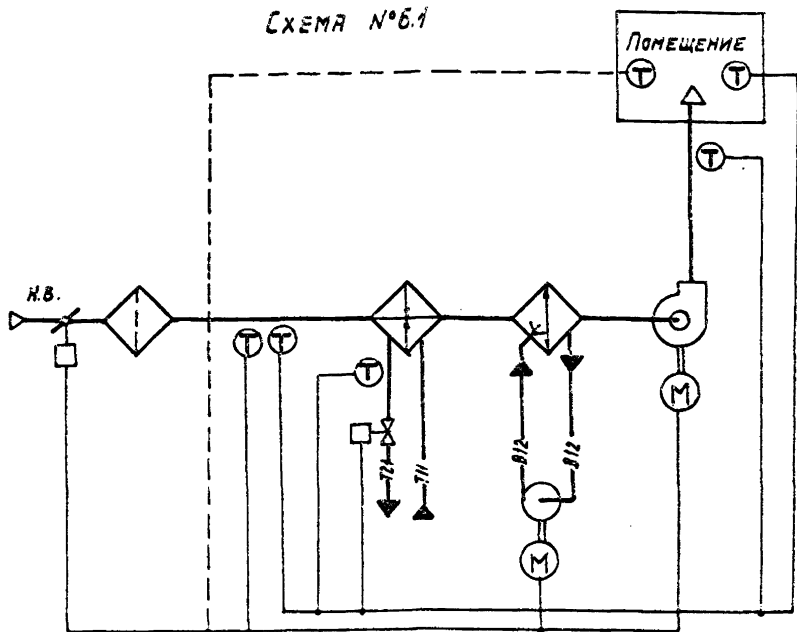 Схема №6.1
Помещение
Т
Т
Т
Н.В.
Т
Т
Т
М
В12
В12
Т21
Т11
М